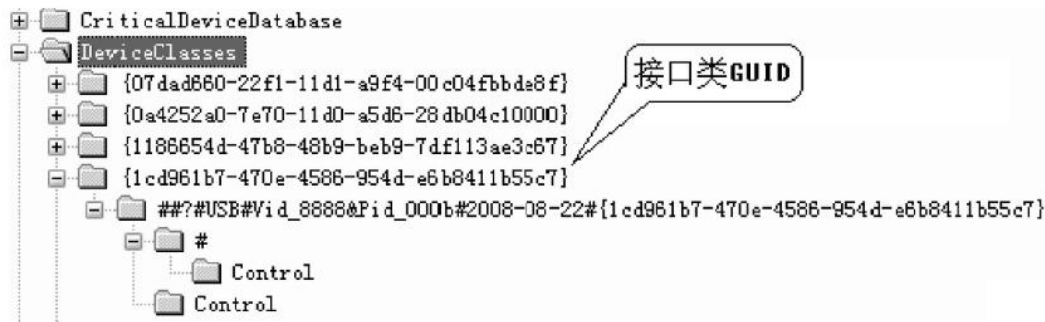 CriticalDeviceDatabase
DeviceClasses
接口类GUID
{07dad660-22f1-11d1-a9f4-00c04fbbde8f}
{0a4252a0-7e70-11d0-a5d6-28db04c10000}
{1186654d-47b8-48b9-beb9-7df113ae3c67}
{1cd961b7-470e-4586-954d-e6b8411b55c7}
##?#USB#Vid_8888&Pid_000b#2008-08-22#{1cd961b7-470e-4586-954d-e6b8411b55c7}
#
Control
Control